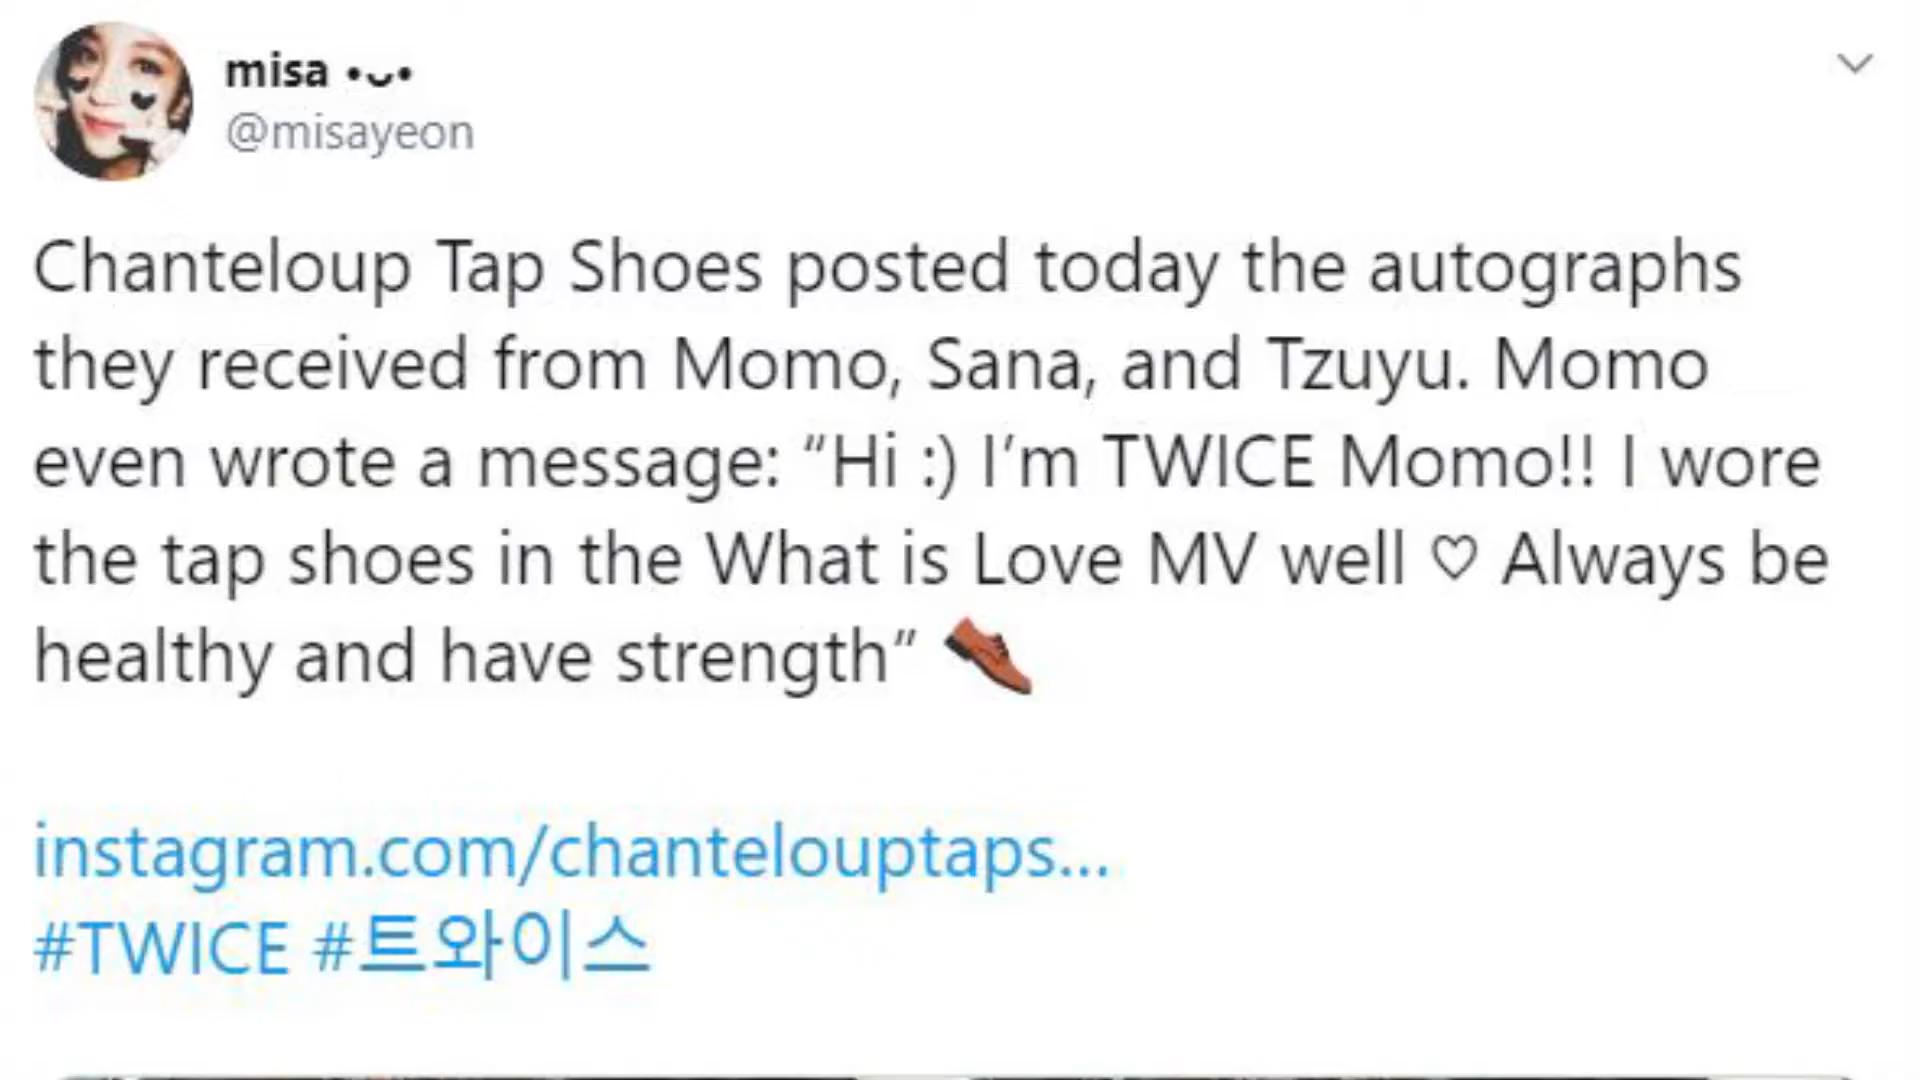 misa •ᴗ•
@misayeon
Chanteloup Tap Shoes posted today the autographs
they received from Momo, Sana, and Tzuyu. Momo
even wrote a message: “Hi :) I’m TWICE Momo!! I wore
the tap shoes in the What is Love MV well ♡ Always be
healthy and have strength” 👞
instagram.com/chantelouptaps…
#TWICE #트와이스